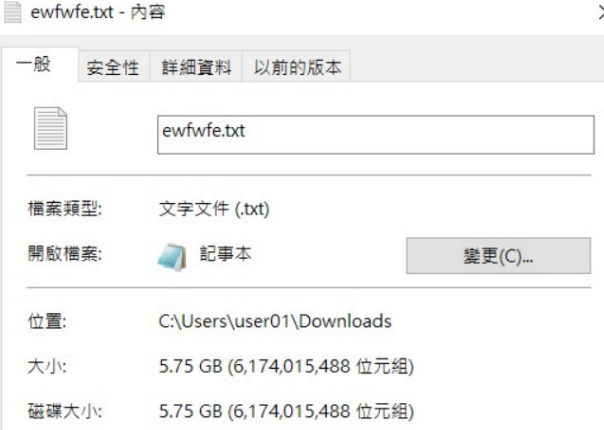 ewfwfe.txt - 內容
一般 安全性 詳細資料 以前的版本
ewfwfe.txt
檔案類型: 文字文件 (.txt)
開啟檔案: 記事本 變更(C)...
位置: C:\Users\user01\Downloads
大小: 5.75 GB (6,174,015,488 位元組)
磁碟大小: 5.75 GB (6,174,015,488 位元組)